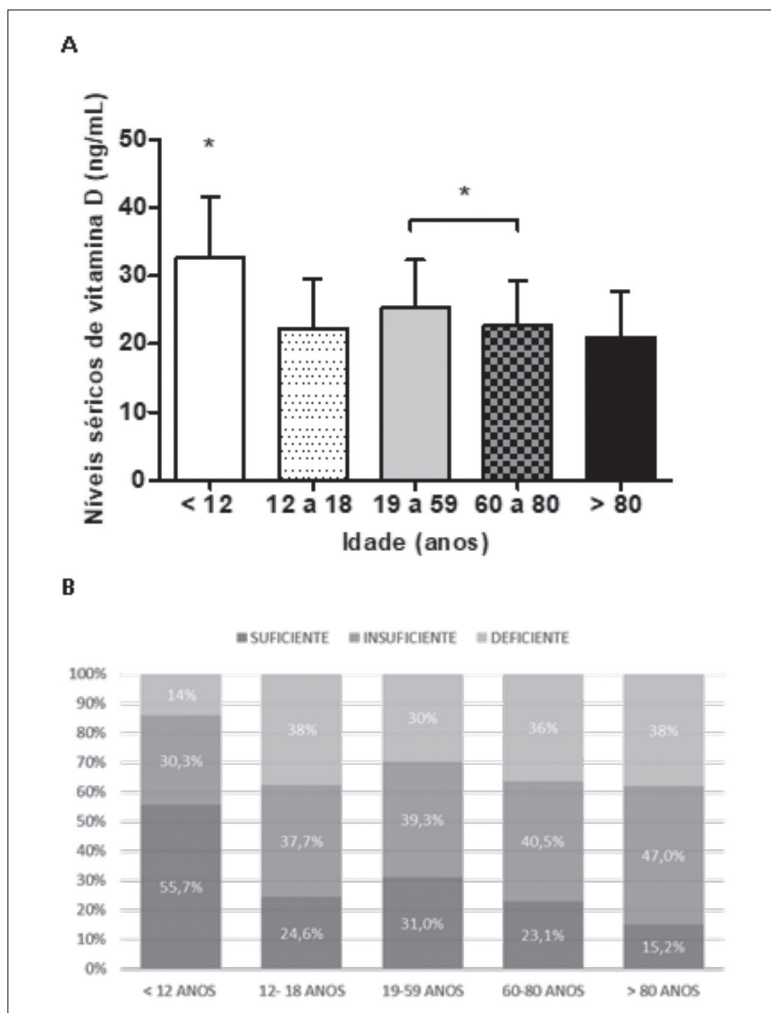 A
Níveis séricos de vitamina D (ng/mL)
50
40
30
20
10
0
*
*
< 12 12 a 18 19 a 59 60 a 80 > 80
Idade (anos)
B
SUFICIENTE INSUFICIENTE DEFICIENTE
100%
90%
80%
70%
60%
50%
40%
30%
20%
10%
0%
14% 38% 30% 36% 38%
30,3% 37,7% 39,3% 40,5% 47,0%
55,7% 24,6% 31,0% 23,1% 15,2%
< 12 ANOS 12- 18 ANOS 19-59 ANOS 60-80 ANOS > 80 ANOS